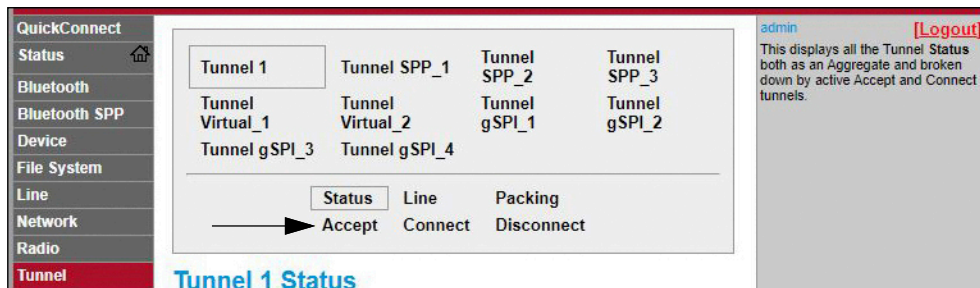 QuickConnect
Status
Bluetooth
Bluetooth SPP
Device
File System
Line
Network
Radio
Tunnel
Tunnel 1
Tunnel SPP_1
Tunnel
SPP_2
Tunnel
SPP_3
Tunnel
Virtual_1
Tunnel
Virtual_2
Tunnel
gSPI_1
Tunnel
gSPI_2
Tunnel gSPI_3
Tunnel gSPI_4
Status Line Packing
Accept Connect Disconnect
Tunnel 1 Status
admin [Logout]
This displays all the Tunnel Status
both as an Aggregate and broken
down by active Accept and Connect
tunnels.